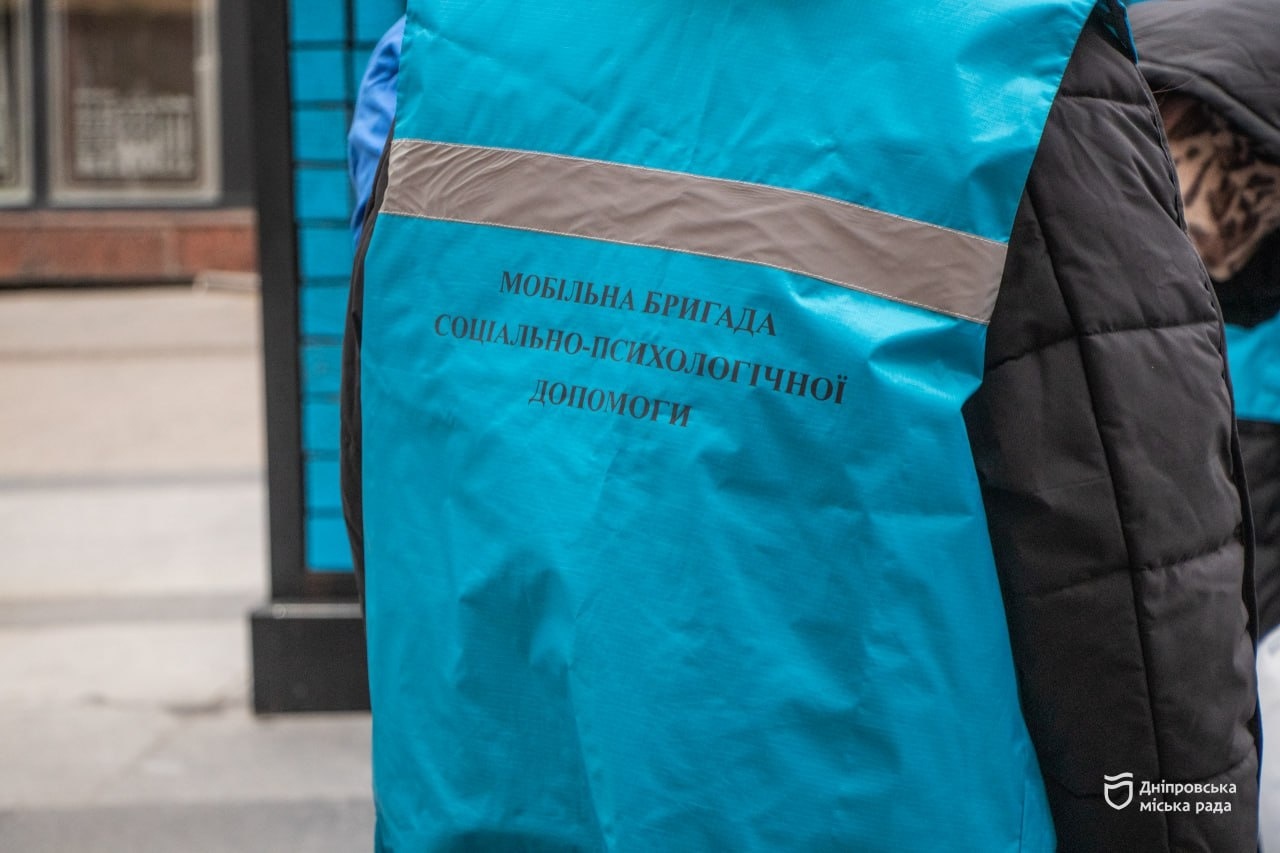 МОБІЛЬНА БРИГАДА
СОЦІАЛЬНО-ПСИХОЛОГІЧНОЇ
ДОПОМОГИ
Дніпровська
міська рада